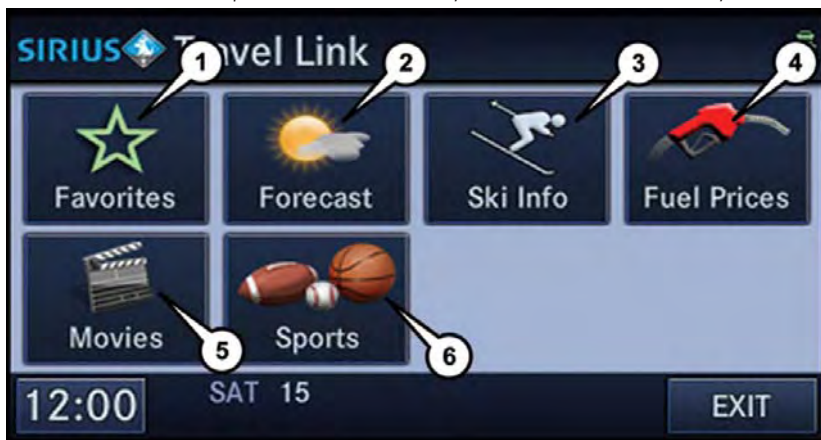 SIRIUS Travel Link
1 2 3 4
Favorites Forecast Ski Info Fuel Prices
Movies Sports
5 6
12:00 SAT 15 EXIT